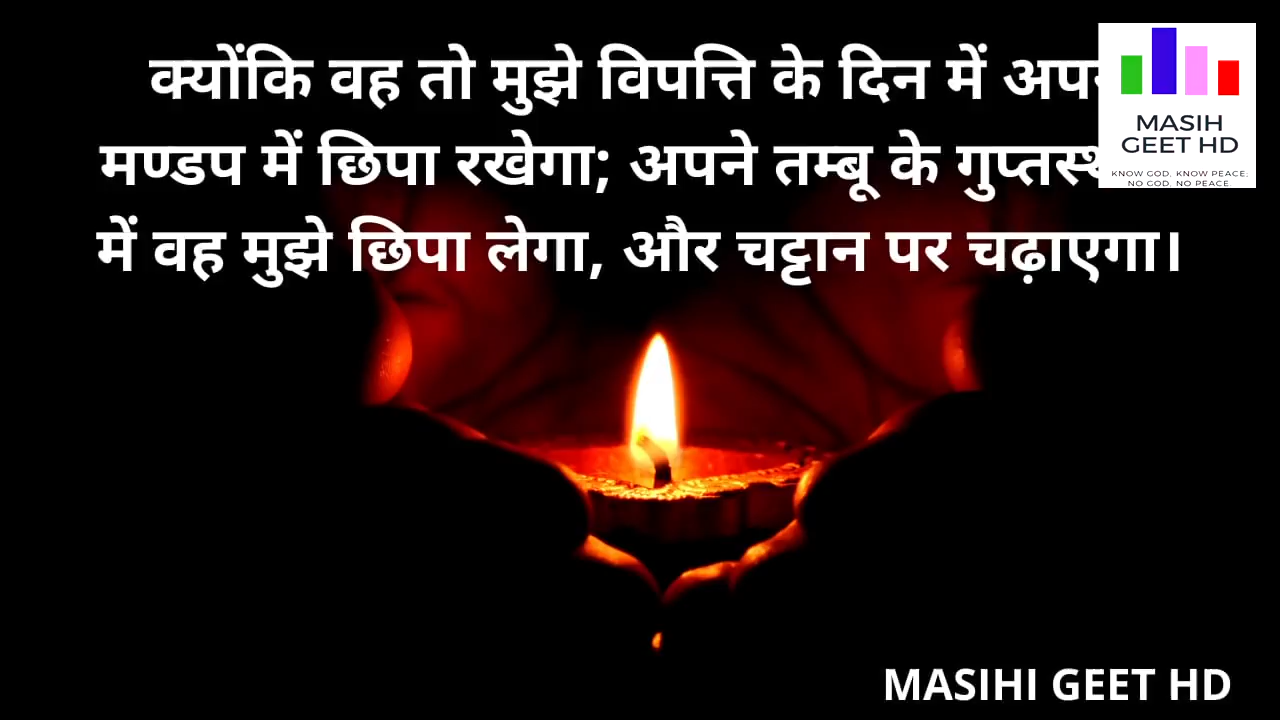 क्योंकि वह तो मुझे विपत्ति के दिन में
मण्डप में छिपा रखेगा; अपने तम्बू के
में वह मुझे छिपा लेगा, और चट्टान पर चढ़ाएगा।
MASIH
GEET HD
KNOW GOD, KNOW PEACE;
NO GOD, NO PEACE.
MASIHI GEET HD